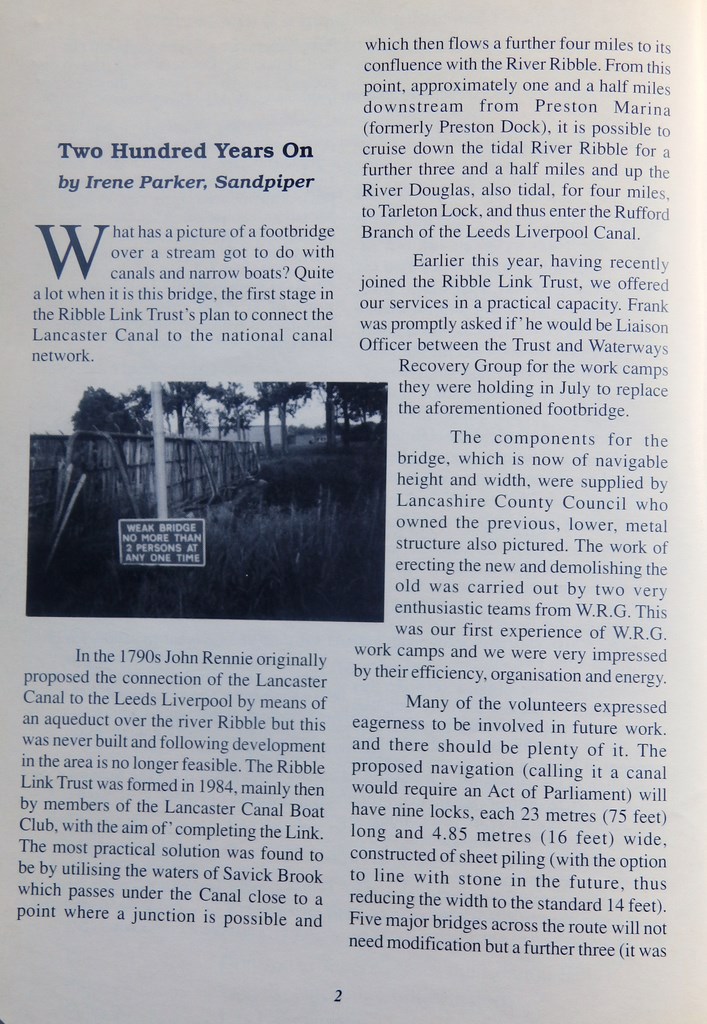 Two Hundred Years On
by Irene Parker, Sandpiper
What has a picture of a footbridge
over a stream got to do with
canals and narrow boats? Quite
a lot when it is this bridge, the first stage in
the Ribble Link Trust's plan to connect the
Lancaster Canal to the national canal
network.
WEAK BRIDGE
NO MORE THAN
2 PERSONS AT
ANY ONE TIME
In the 1790s John Rennie originally
proposed the connection of the Lancaster
Canal to the Leeds Liverpool by means of
an aqueduct over the river Ribble but this
was never built and following development
in the area is no longer feasible. The Ribble
Link Trust was formed in 1984, mainly then
by members of the Lancaster Canal Boat
Club, with the aim of' completing the Link.
The most practical solution was found to
be by utilising the waters of Savick Brook
which passes under the Canal close to a
point where a junction is possible and
which then flows a further four miles to its
confluence with the River Ribble. From this
point, approximately one and a half miles
downstream from Preston Marina
(formerly Preston Dock), it is possible to
cruise down the tidal River Ribble for a
further three and a half miles and up the
River Douglas, also tidal, for four miles,
to Tarleton Lock, and thus enter the Rufford
Branch of the Leeds Liverpool Canal.
Earlier this year, having recently
joined the Ribble Link Trust, we offered
our services in a practical capacity. Frank
was promptly asked if' he would be Liaison
Officer between the Trust and Waterways
Recovery Group for the work camps
they were holding in July to replace
the aforementioned footbridge.
The components for the
bridge, which is now of navigable
height and width, were supplied by
Lancashire County Council who
owned the previous, lower, metal
structure also pictured. The work of
erecting the new and demolishing the
old was carried out by two very
enthusiastic teams from W.R.G. This
was our first experience of W.R.G.
work camps and we were very impressed
by their efficiency, organisation and energy.
Many of the volunteers expressed
eagerness to be involved in future work.
and there should be plenty of it. The
proposed navigation (calling it a canal
would require an Act of Parliament) will
have nine locks, each 23 metres (75 feet)
long and 4.85 metres (16 feet) wide,
constructed of sheet piling (with the option
to line with stone in the future, thus
reducing the width to the standard 14 feet).
Five major bridges across the route will not
need modification but a further three (it was
2